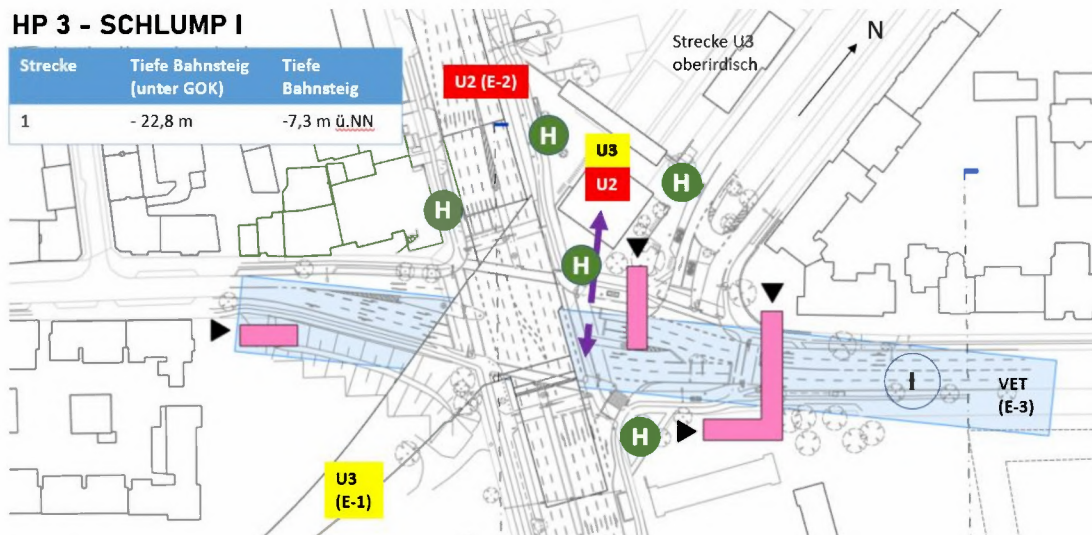 HP 3 - SCHLUMP I
Strecke
Tiefe Bahnsteig
(unter GOK)
Tiefe
Bahnsteig
1
- 22,8 m
-7,3 m ü.NN
Strecke U3
oberirdisch
N
U2 (E-2)
H
U3
U2
H
H
H
VET
(E-3)
H
U3
(E-1)